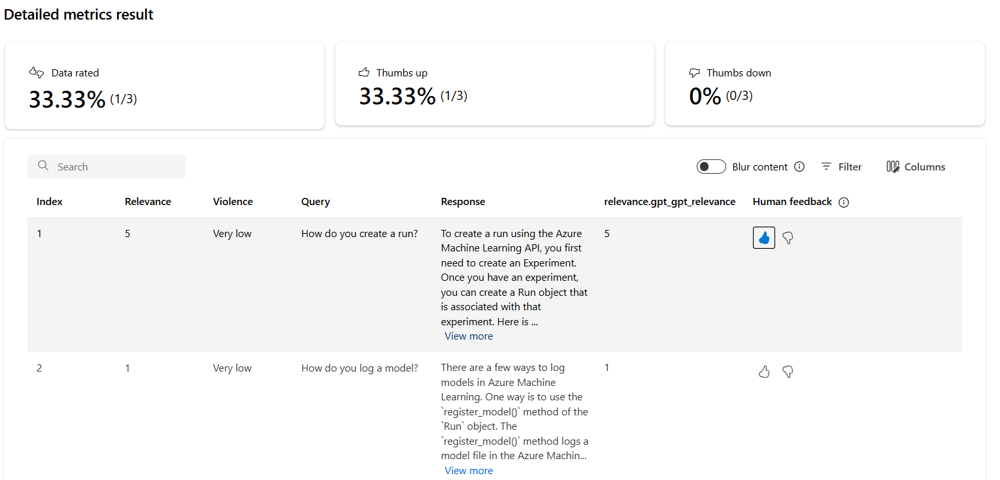 Detailed metrics result
Data rated
33.33% (1/3)
Thumbs up
33.33% (1/3)
Thumbs down
0% (0/3)
Search
Blur content
Filter
Columns
Index Relevance Violence Query Response relevance.gpt_gpt_relevance Human feedback
1 5 Very low How do you create a run? To create a run using the Azure 5
Machine Learning API, you first
need to create an Experiment.
Once you have an experiment,
you can create a Run object that
is associated with that
experiment. Here is ...
View more
2 1 Very low How do you log a model? There are a few ways to log 1
models in Azure Machine
Learning. One way is to use the
`register_model()` method of the
`Run` object. The
`register_model()` method logs a
model file in the Azure Machin...
View more